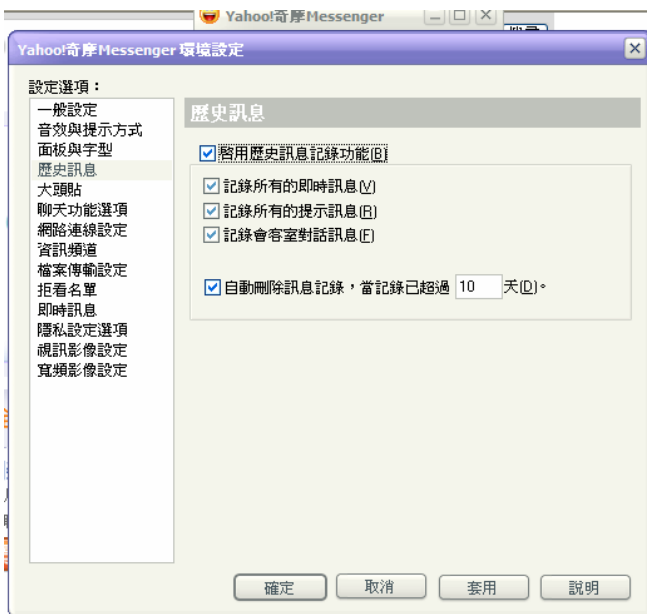 Yahoo!奇摩Messenger
Yahoo!奇摩Messenger 環境設定
設定選項：
一般設定
音效與提示方式
面板與字型
歷史訊息
大頭貼
聊天功能選項
網路連線設定
資訊頻道
檔案傳輸設定
拒看名單
即時訊息
隱私設定選項
視訊影像設定
寬頻影像設定
歷史訊息
啓用歷史訊息記錄功能(B)
記錄所有的即時訊息(V)
記錄所有的提示訊息(R)
記錄會客室對話訊息(F)
自動刪除訊息記錄，當記錄已超過 10 天(D)。
確定 取消 套用 說明